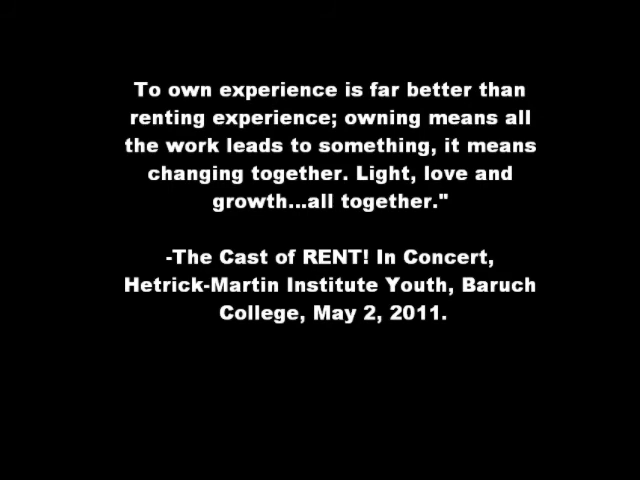 To own experience is far better than
renting experience; owning means all
the work leads to something, it means
changing together. Light, love and
growth...all together."
-The Cast of RENT! In Concert,
Hetrick-Martin Institute Youth, Baruch
College, May 2, 2011.